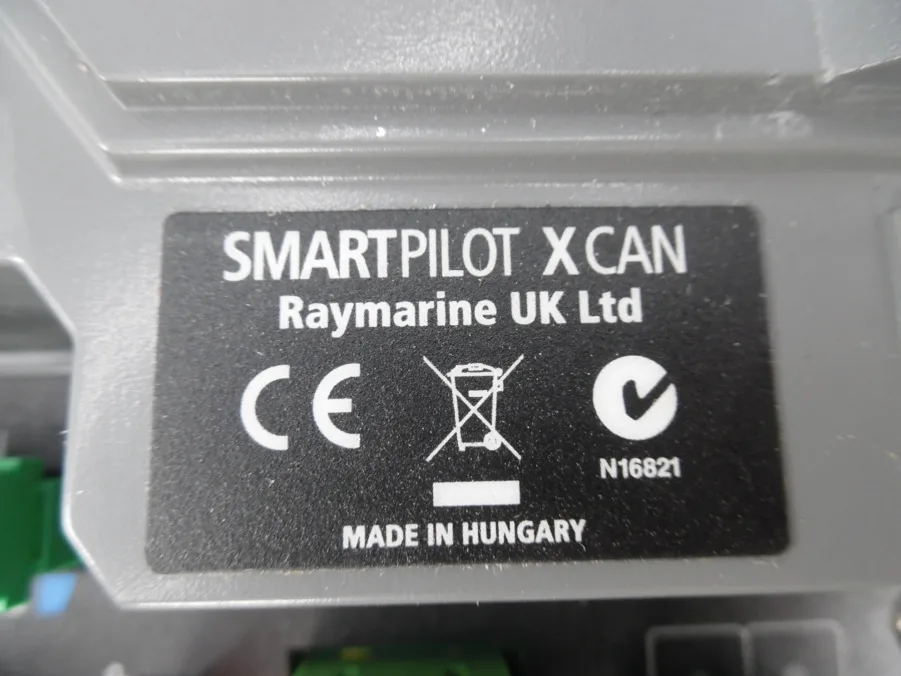 SMARTPILOT X CAN
Raymarine UK Ltd
CE
N16821
MADE IN HUNGARY